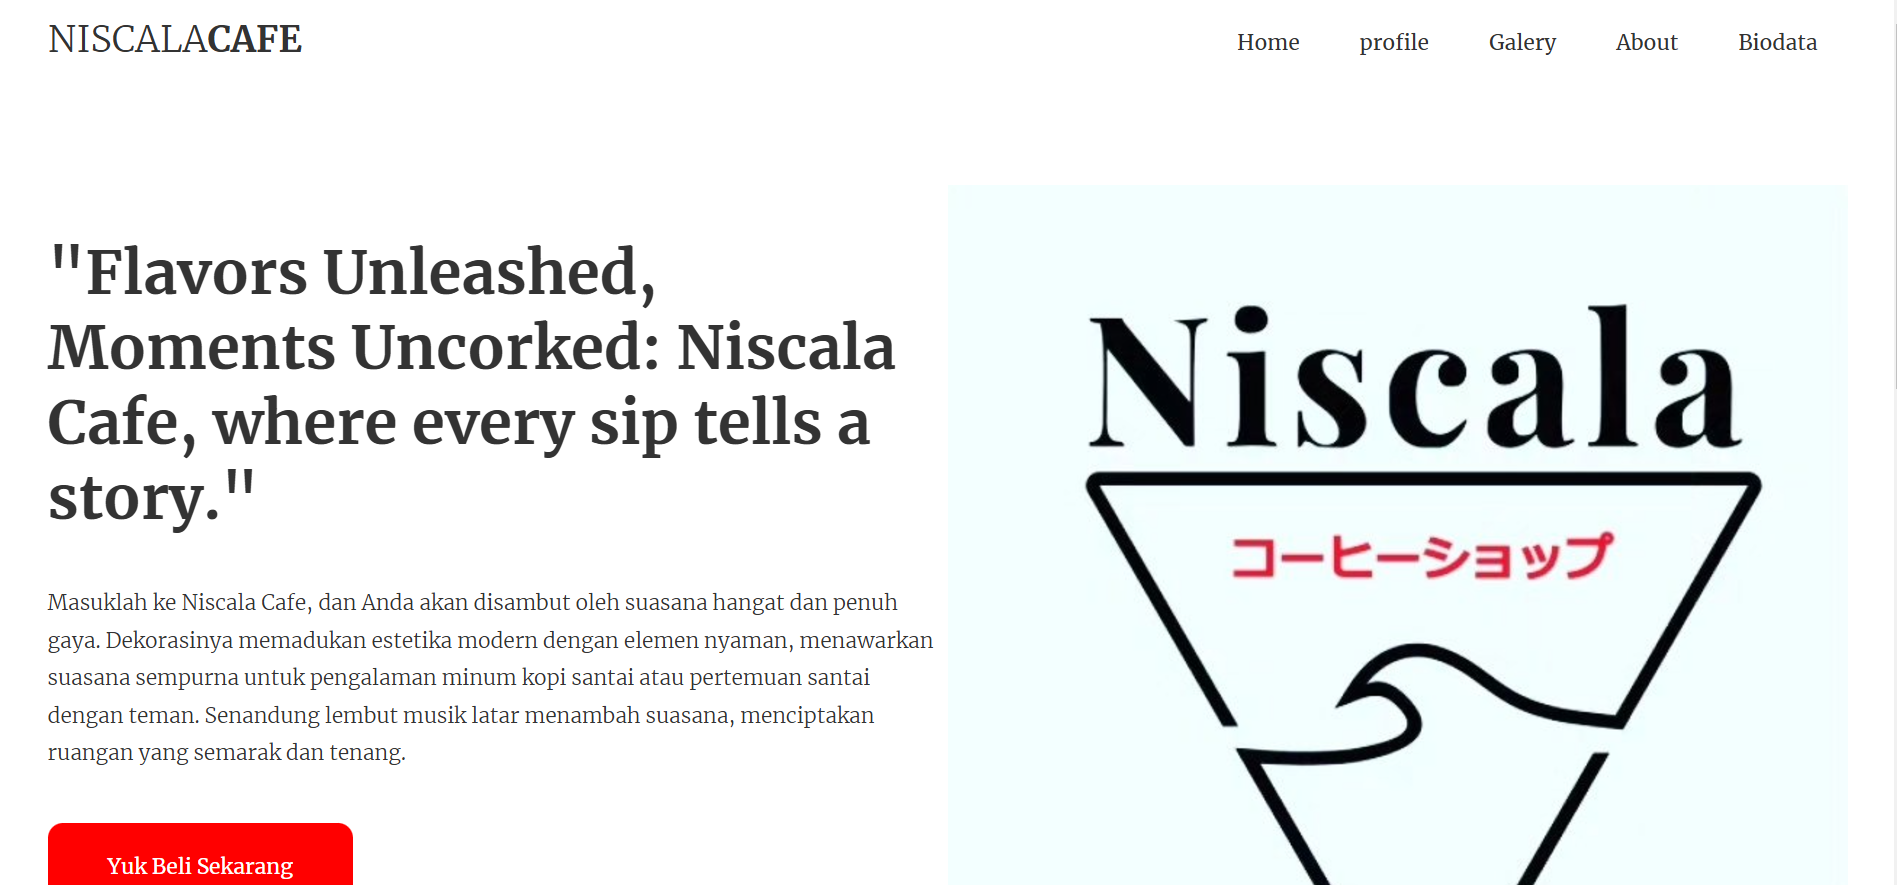 NISCALACAFE
Home profile Galery About Biodata
"Flavors Unleashed,
Moments Uncorked: Niscala
Cafe, where every sip tells a
story."
Masuklah ke Niscala Cafe, dan Anda akan disambut oleh suasana hangat dan penuh
gaya. Dekorasinya memadukan estetika modern dengan elemen nyaman, menawarkan
suasana sempurna untuk pengalaman minum kopi santai atau pertemuan santai
dengan teman. Senandung lembut musik latar menambah suasana, menciptakan
ruangan yang semarak dan tenang.
Yuk Beli Sekarang
Niscala
コーヒーショップ